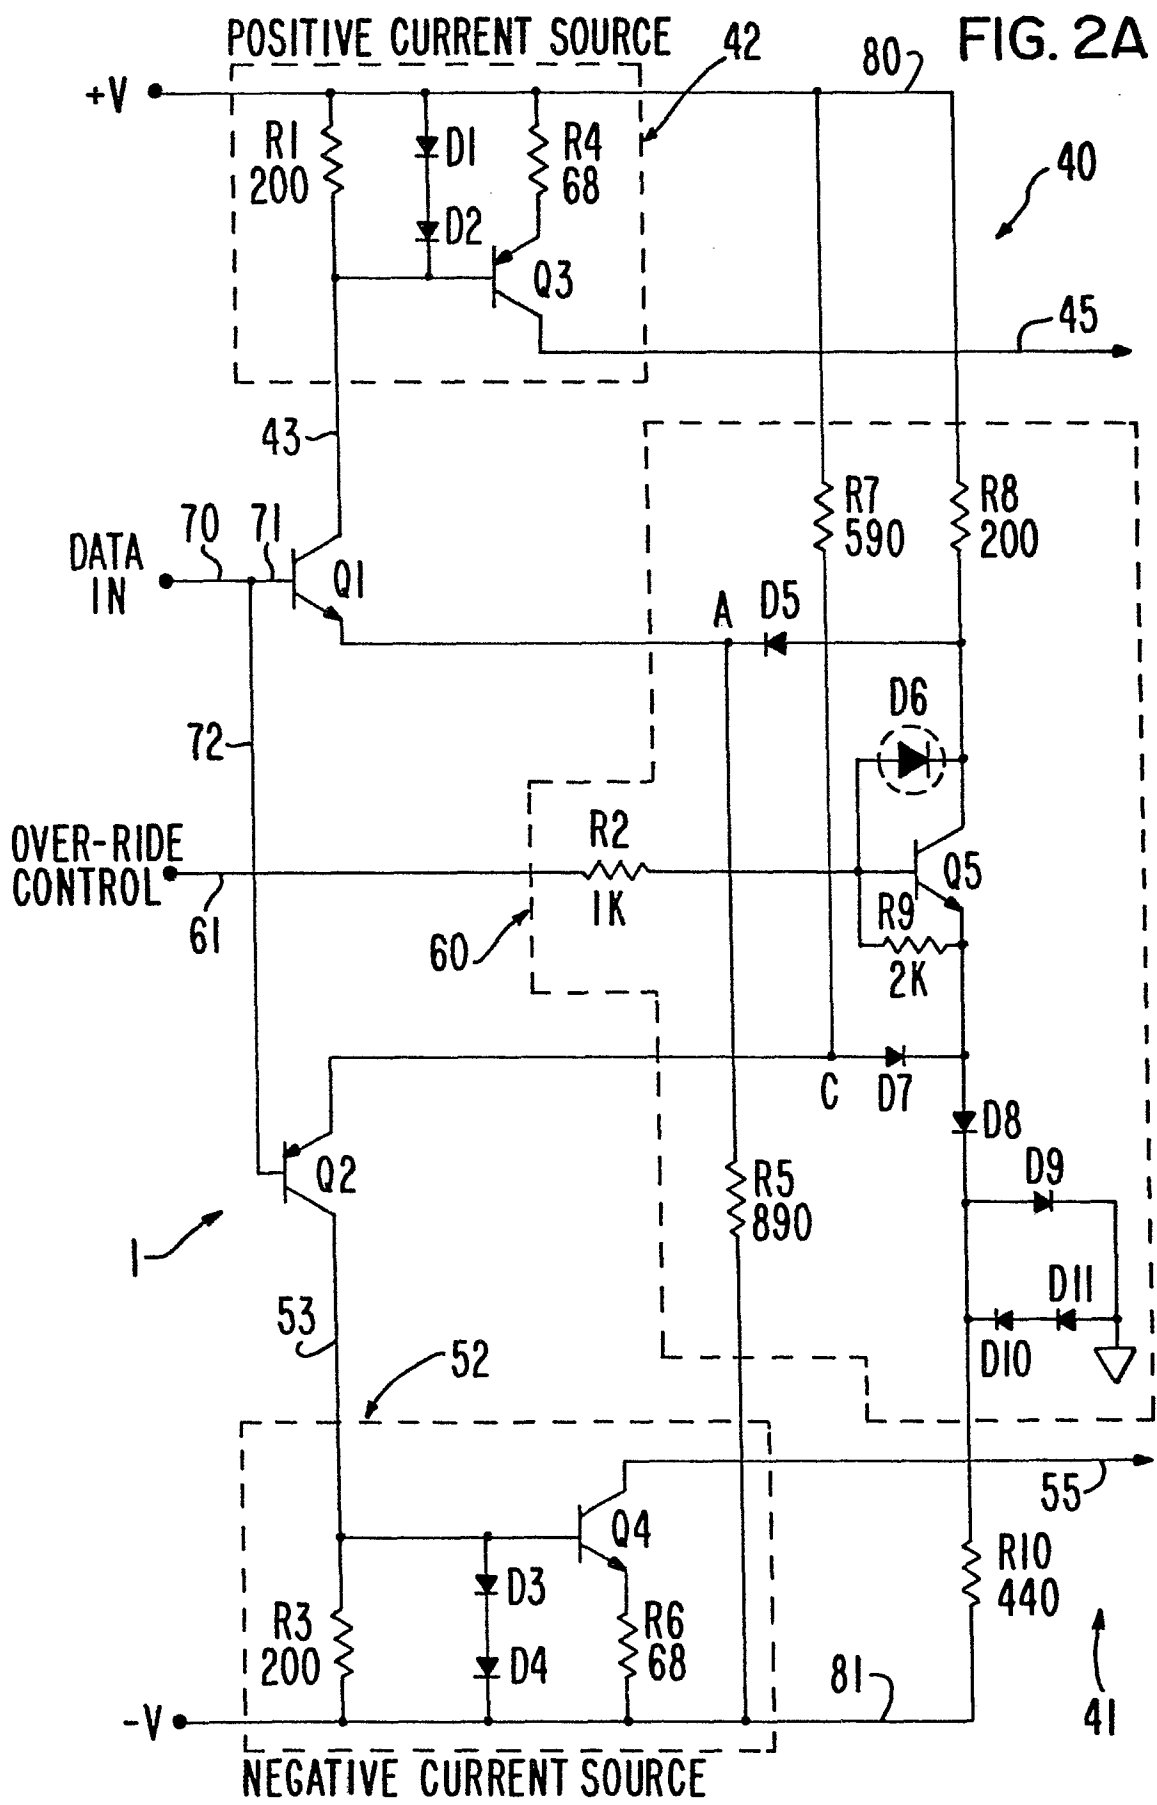 POSITIVE CURRENT SOURCE
42
80
FIG. 2A
+V
R1
200
D1
R4
68
40
D2
Q3
45
43
70
71
R7
590
R8
200
DATA
IN
Q1
A
D5
D6
72
R2
OVER-RIDE
CONTROL
Q5
1K
R9
61
60
2K
C
D7
D8
Q2
D9
R5
890
1
D11
53
D10
52
55
Q4
R10
440
D3
R3
200
R6
68
D4
81
-V
41
NEGATIVE CURRENT SOURCE